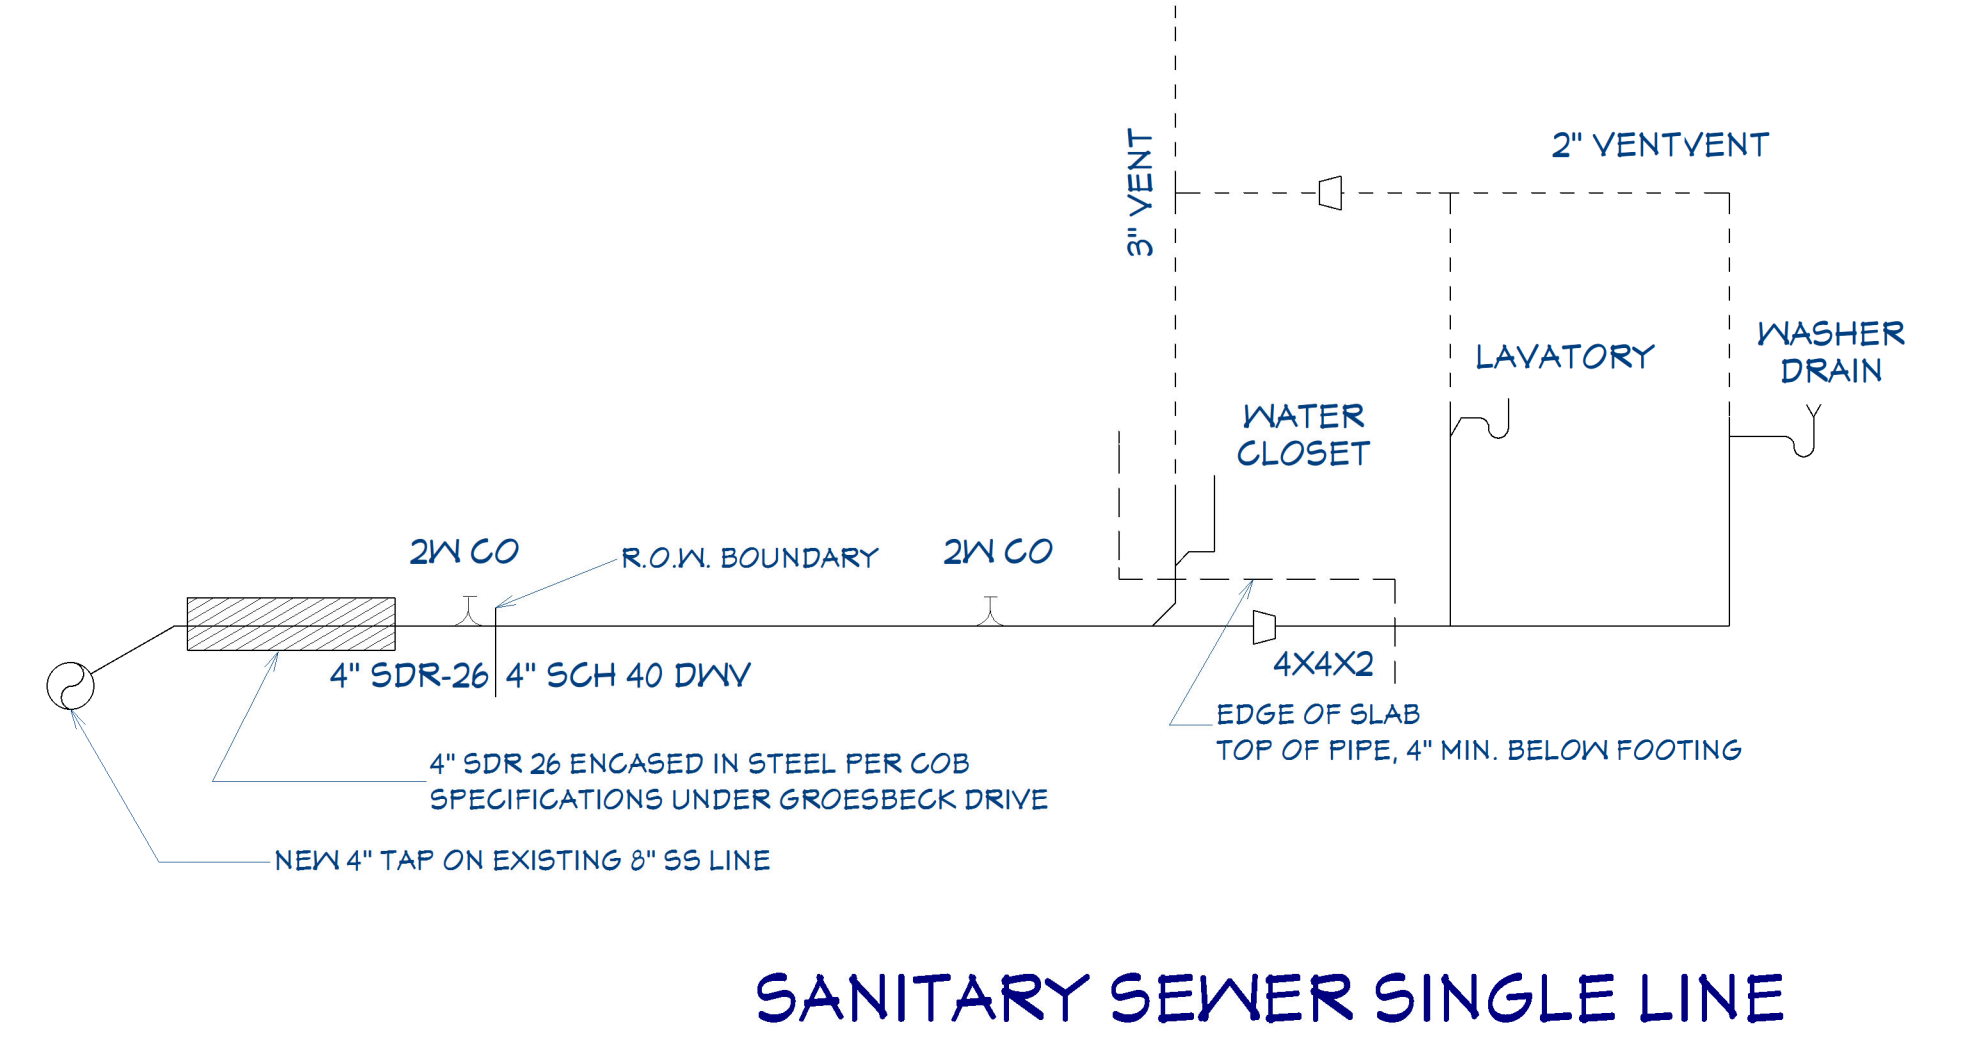 3" VENT
2" VENTVENT
WASHER
DRAIN
LAVATORY
WATER
CLOSET
2W CO
R.O.W. BOUNDARY
2W CO
4" SDR-26
4" SCH 40 DWV
4X4X2
EDGE OF SLAB
TOP OF PIPE, 4" MIN. BELOW FOOTING
4" SDR 26 ENCASED IN STEEL PER COB
SPECIFICATIONS UNDER GROESBECK DRIVE
NEW 4" TAP ON EXISTING 8" SS LINE
SANITARY SEWER SINGLE LINE